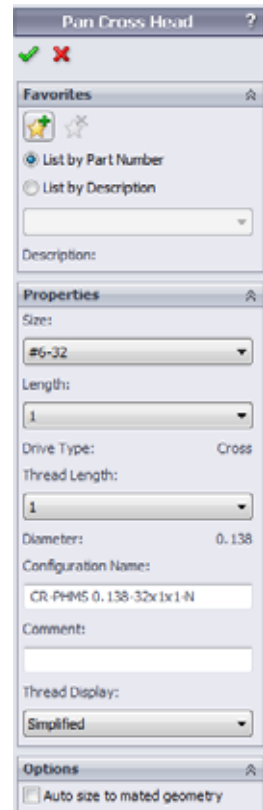 Pan Cross Head ?
Favorites
List by Part Number
List by Description
Description:
Properties
Size:
#6-32
Length:
1
Drive Type: Cross
Thread Length:
1
Diameter: 0.138
Configuration Name:
CR-PHMS 0.138-32x1x1-N
Comment:
Thread Display:
Simplified
Options
Auto size to mated geometry